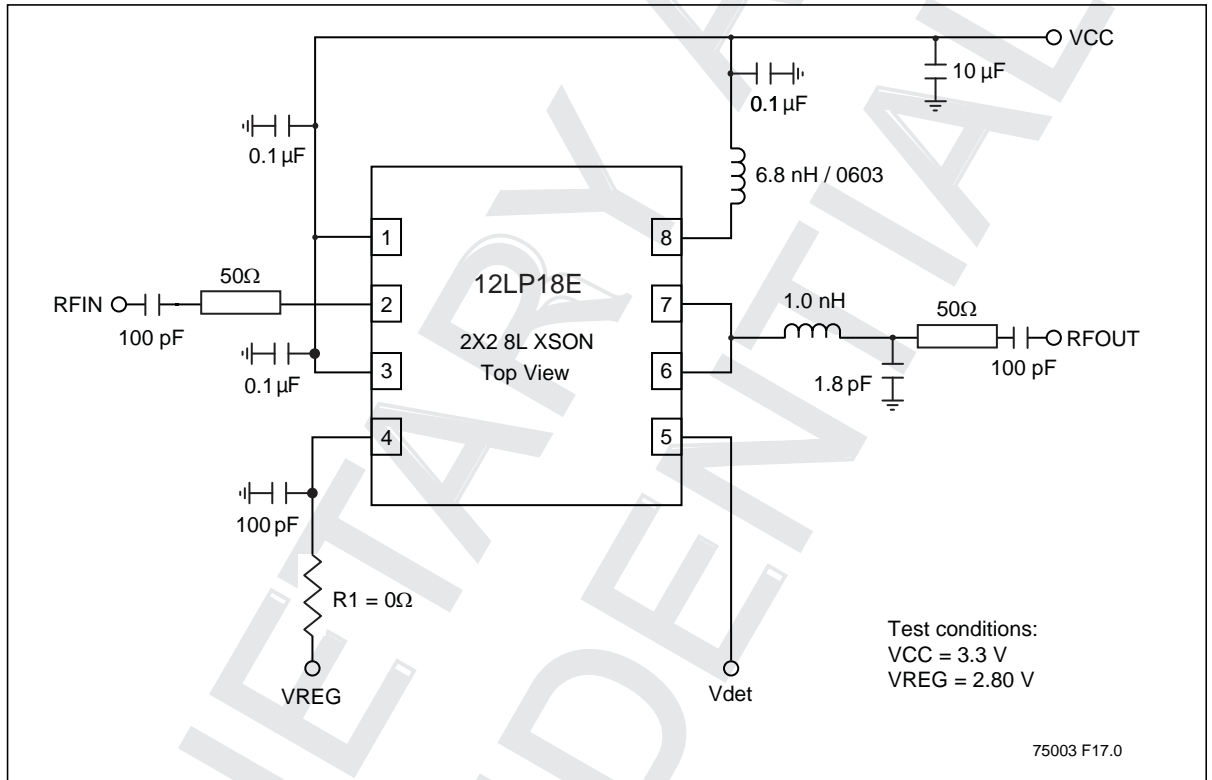 VCC
10 µF
0.1 µF
0.1 µF
6.8 nH / 0603
1
8
12LP18E
50Ω
1.0 nH
RFIN
2
7
50Ω
100 pF
2X2 8L XSON
RFOUT
Top View
3
6
0.1 µF
1.8 pF
100 pF
4
5
100 pF
R1 = 0Ω
VREG
Vdet
Test conditions:
VCC = 3.3 V
VREG = 2.80 V
75003 F17.0
ETARY A
DENTIAL